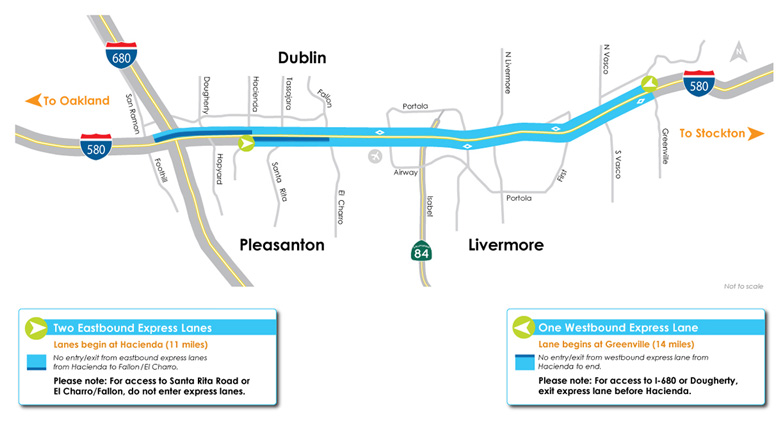 Dublin
680
N
580
To Oakland
San Ramon
Dougherty
Hacienda
Tassajara
Fallon
Portola
N Livermore
N Vasco
To Stockton
580
Foothill
Hopyard
Santa Rita
El Charro
Airway
Isabel
Portola
First
S Vasco
Greenville
84
Pleasanton
Livermore
Not to scale
Two Eastbound Express Lanes
Lanes begin at Hacienda (11 miles)
No entry/exit from eastbound express lanes
from Hacienda to Fallon/El Charro.
Please note: For access to Santa Rita Road or
El Charro/Fallon, do not enter express lanes.
One Westbound Express Lane
Lane begins at Greenville (14 miles)
No entry/exit from westbound express lane from
Hacienda to end.
Please note: For access to I-680 or Dougherty,
exit express lane before Hacienda.